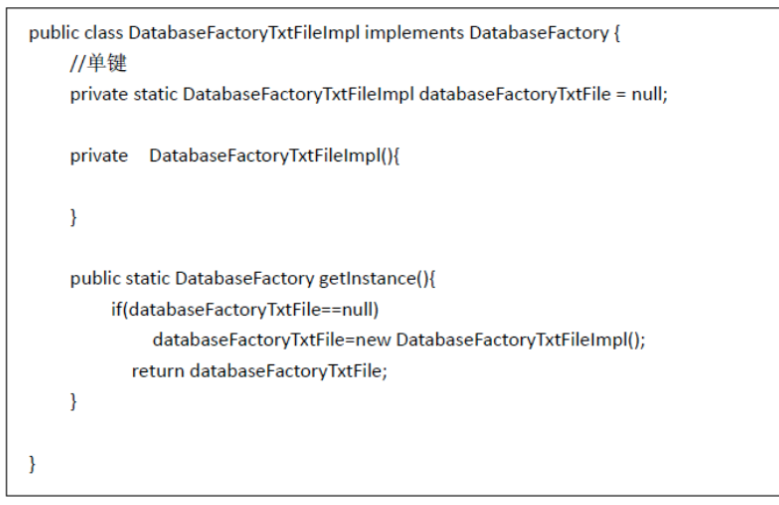 public class DatabaseFactoryTxtFileImpl implements DatabaseFactory {
//单键
private static DatabaseFactoryTxtFileImpl databaseFactoryTxtFile = null;
private DatabaseFactoryTxtFileImpl(){
}
public static DatabaseFactory getInstance(){
if(databaseFactoryTxtFile==null)
databaseFactoryTxtFile=new DatabaseFactoryTxtFileImpl();
return databaseFactoryTxtFile;
}
}